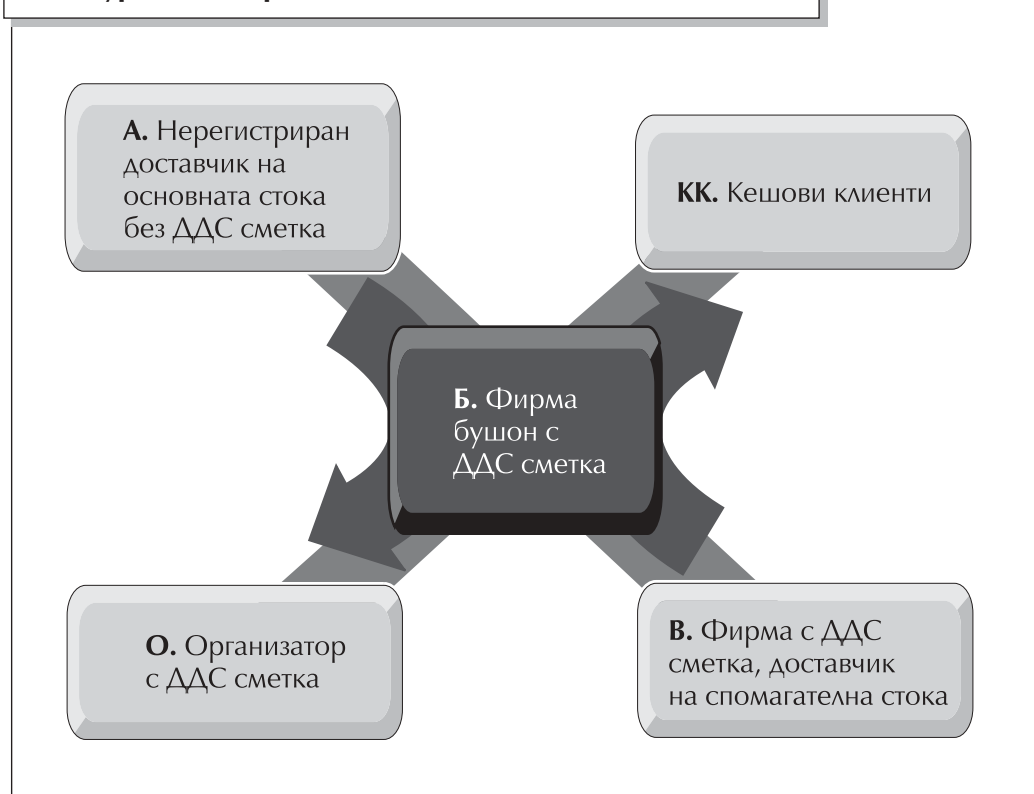 А. Нерегистриран
доставчик на
основната стока
без ДДС сметка
КК. Кешови клиенти
Б. Фирма
бушон с
ДДС сметка
О. Организатор
с ДДС сметка
В. Фирма с ДДС
сметка, доставчик
на спомагателна стока